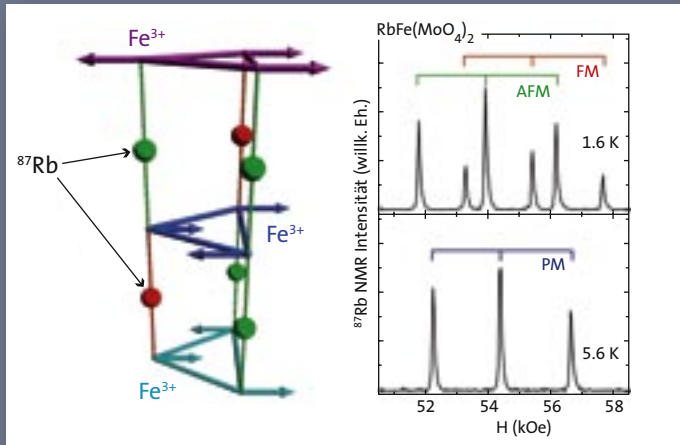 Fe³⁺
⁸⁷Rb
Fe³⁺
Fe³⁺
RbFe(MoO₄)₂
FM
AFM
1.6 K
PM
5.6 K
⁸⁷Rb NMR Intensität (willk. Eh.)
52 54 56 58
H (kOe)